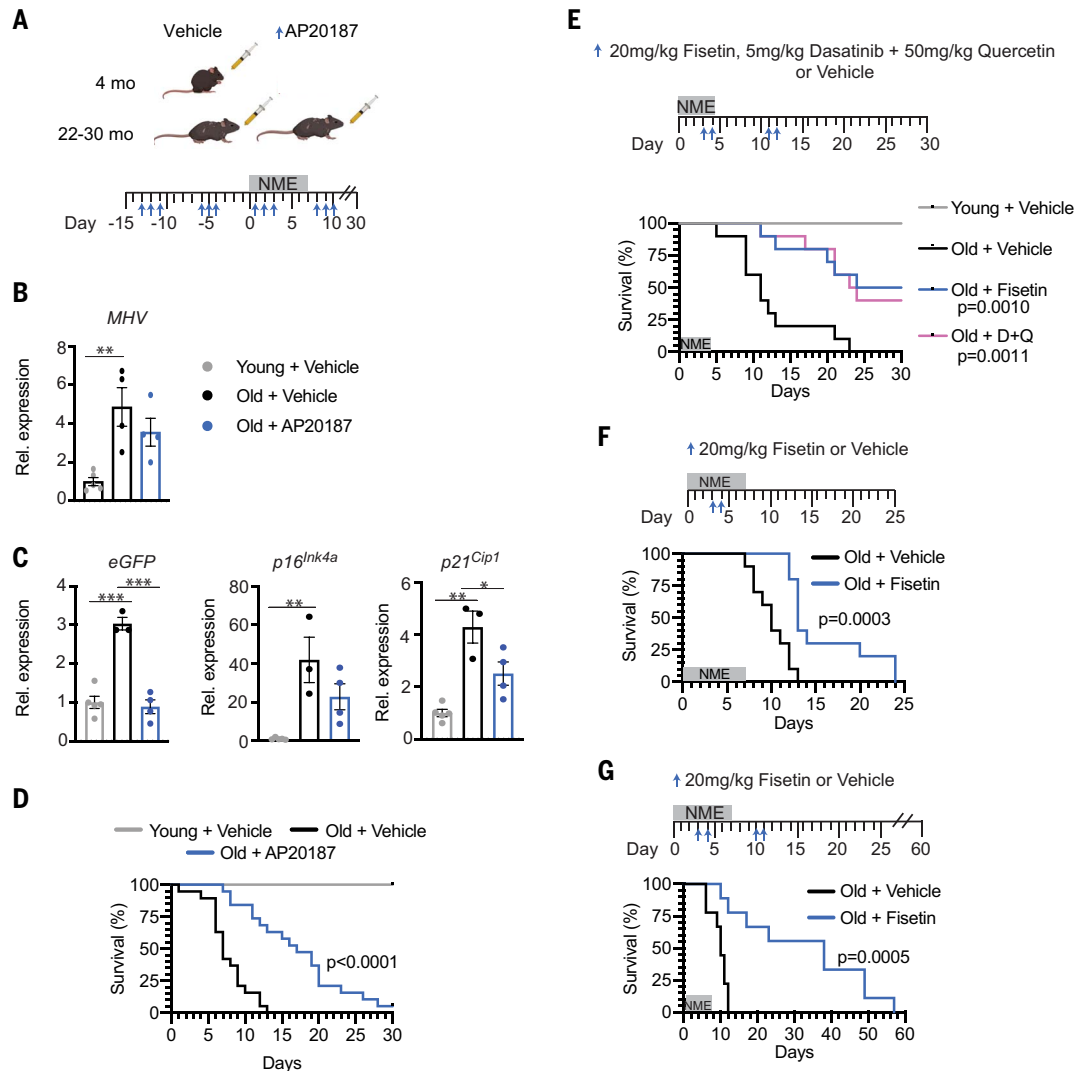 A
Vehicle
↑AP20187
4 mo
22-30 mo
NME
Day -15 -10 -5 0 5 10 30
B
MHV
**
Rel. expression
8
6
4
2
0
Young + Vehicle
Old + Vehicle
Old + AP20187
C
eGFP
***
***
Rel. expression
4
3
2
1
0
p16Ink4a
**
Rel. expression
80
60
40
20
0
p21Cip1
*
**
Rel. expression
6
4
2
0
D
Young + Vehicle Old + Vehicle
Old + AP20187
Survival (%)
100
75
50
25
0
p<0.0001
0 5 10 15 20 25 30
Days
E
↑ 20mg/kg Fisetin, 5mg/kg Dasatinib + 50mg/kg Quercetin
or Vehicle
NME
Day 0 5 10 15 20 25 30
Survival (%)
100
75
50
25
0
NME
0 5 10 15 20 25 30
Days
Young + Vehicle
Old + Vehicle
Old + Fisetin
p=0.0010
Old + D+Q
p=0.0011
F
↑20mg/kg Fisetin or Vehicle
NME
Day 0 5 10 15 20 25
Old + Vehicle
Old + Fisetin
p=0.0003
Survival (%)
100
75
50
25
0
NME
0 5 10 15 20 25
Days
G
↑20mg/kg Fisetin or Vehicle
NME
Day 0 5 10 15 20 25 60
Old + Vehicle
Old + Fisetin
p=0.0005
Survival (%)
100
75
50
25
0
NME
0 10 20 30 40 50 60
Days